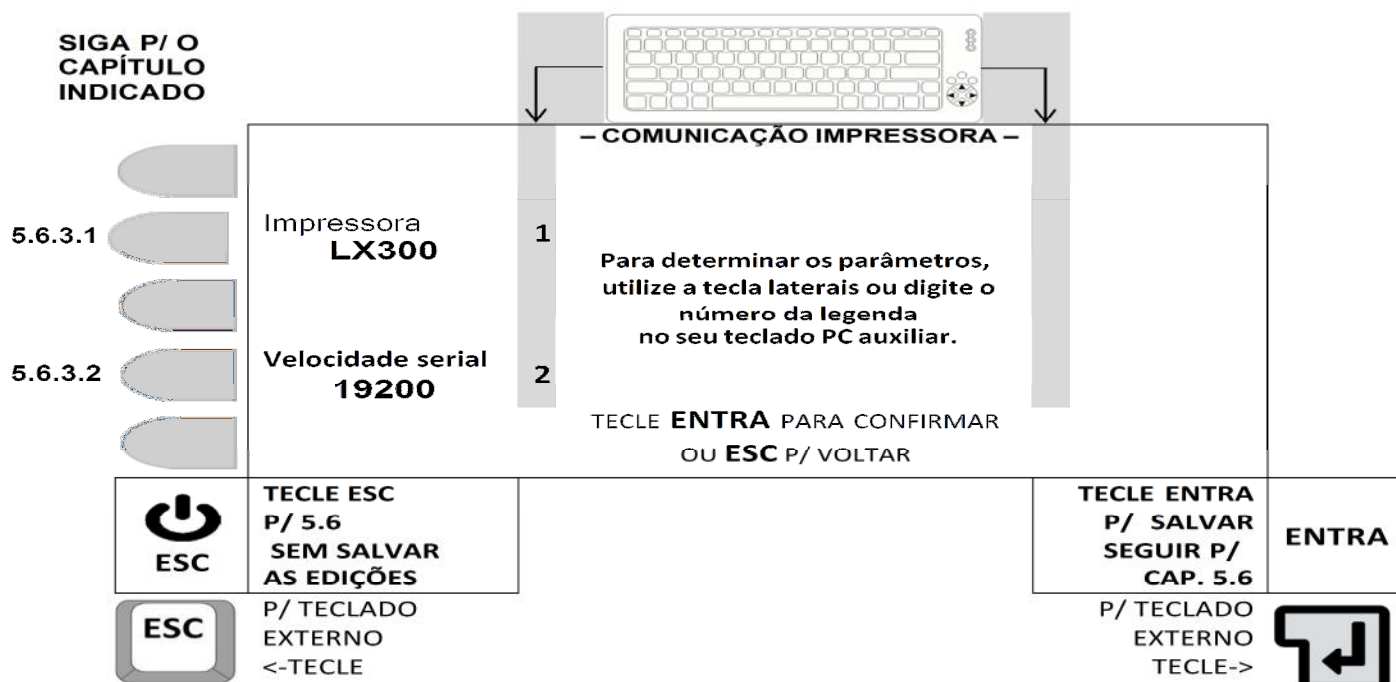 SIGA P/ O
CAPÍTULO
INDICADO
– COMUNICAÇÃO IMPRESSORA –
5.6.3.1
Impressora
LX300
1
Para determinar os parâmetros,
utilize a tecla laterais ou digite o
número da legenda
no seu teclado PC auxiliar.
5.6.3.2
Velocidade serial
19200
2
TECLE ENTRA PARA CONFIRMAR
OU ESC P/ VOLTAR
ESC
TECLE ESC
P/ 5.6
SEM SALVAR
AS EDIÇÕES
TECLE ENTRA
P/ SALVAR
SEGUIR P/
CAP. 5.6
ENTRA
ESC
P/ TECLADO
EXTERNO
<-TECLE
P/ TECLADO
EXTERNO
TECLE->